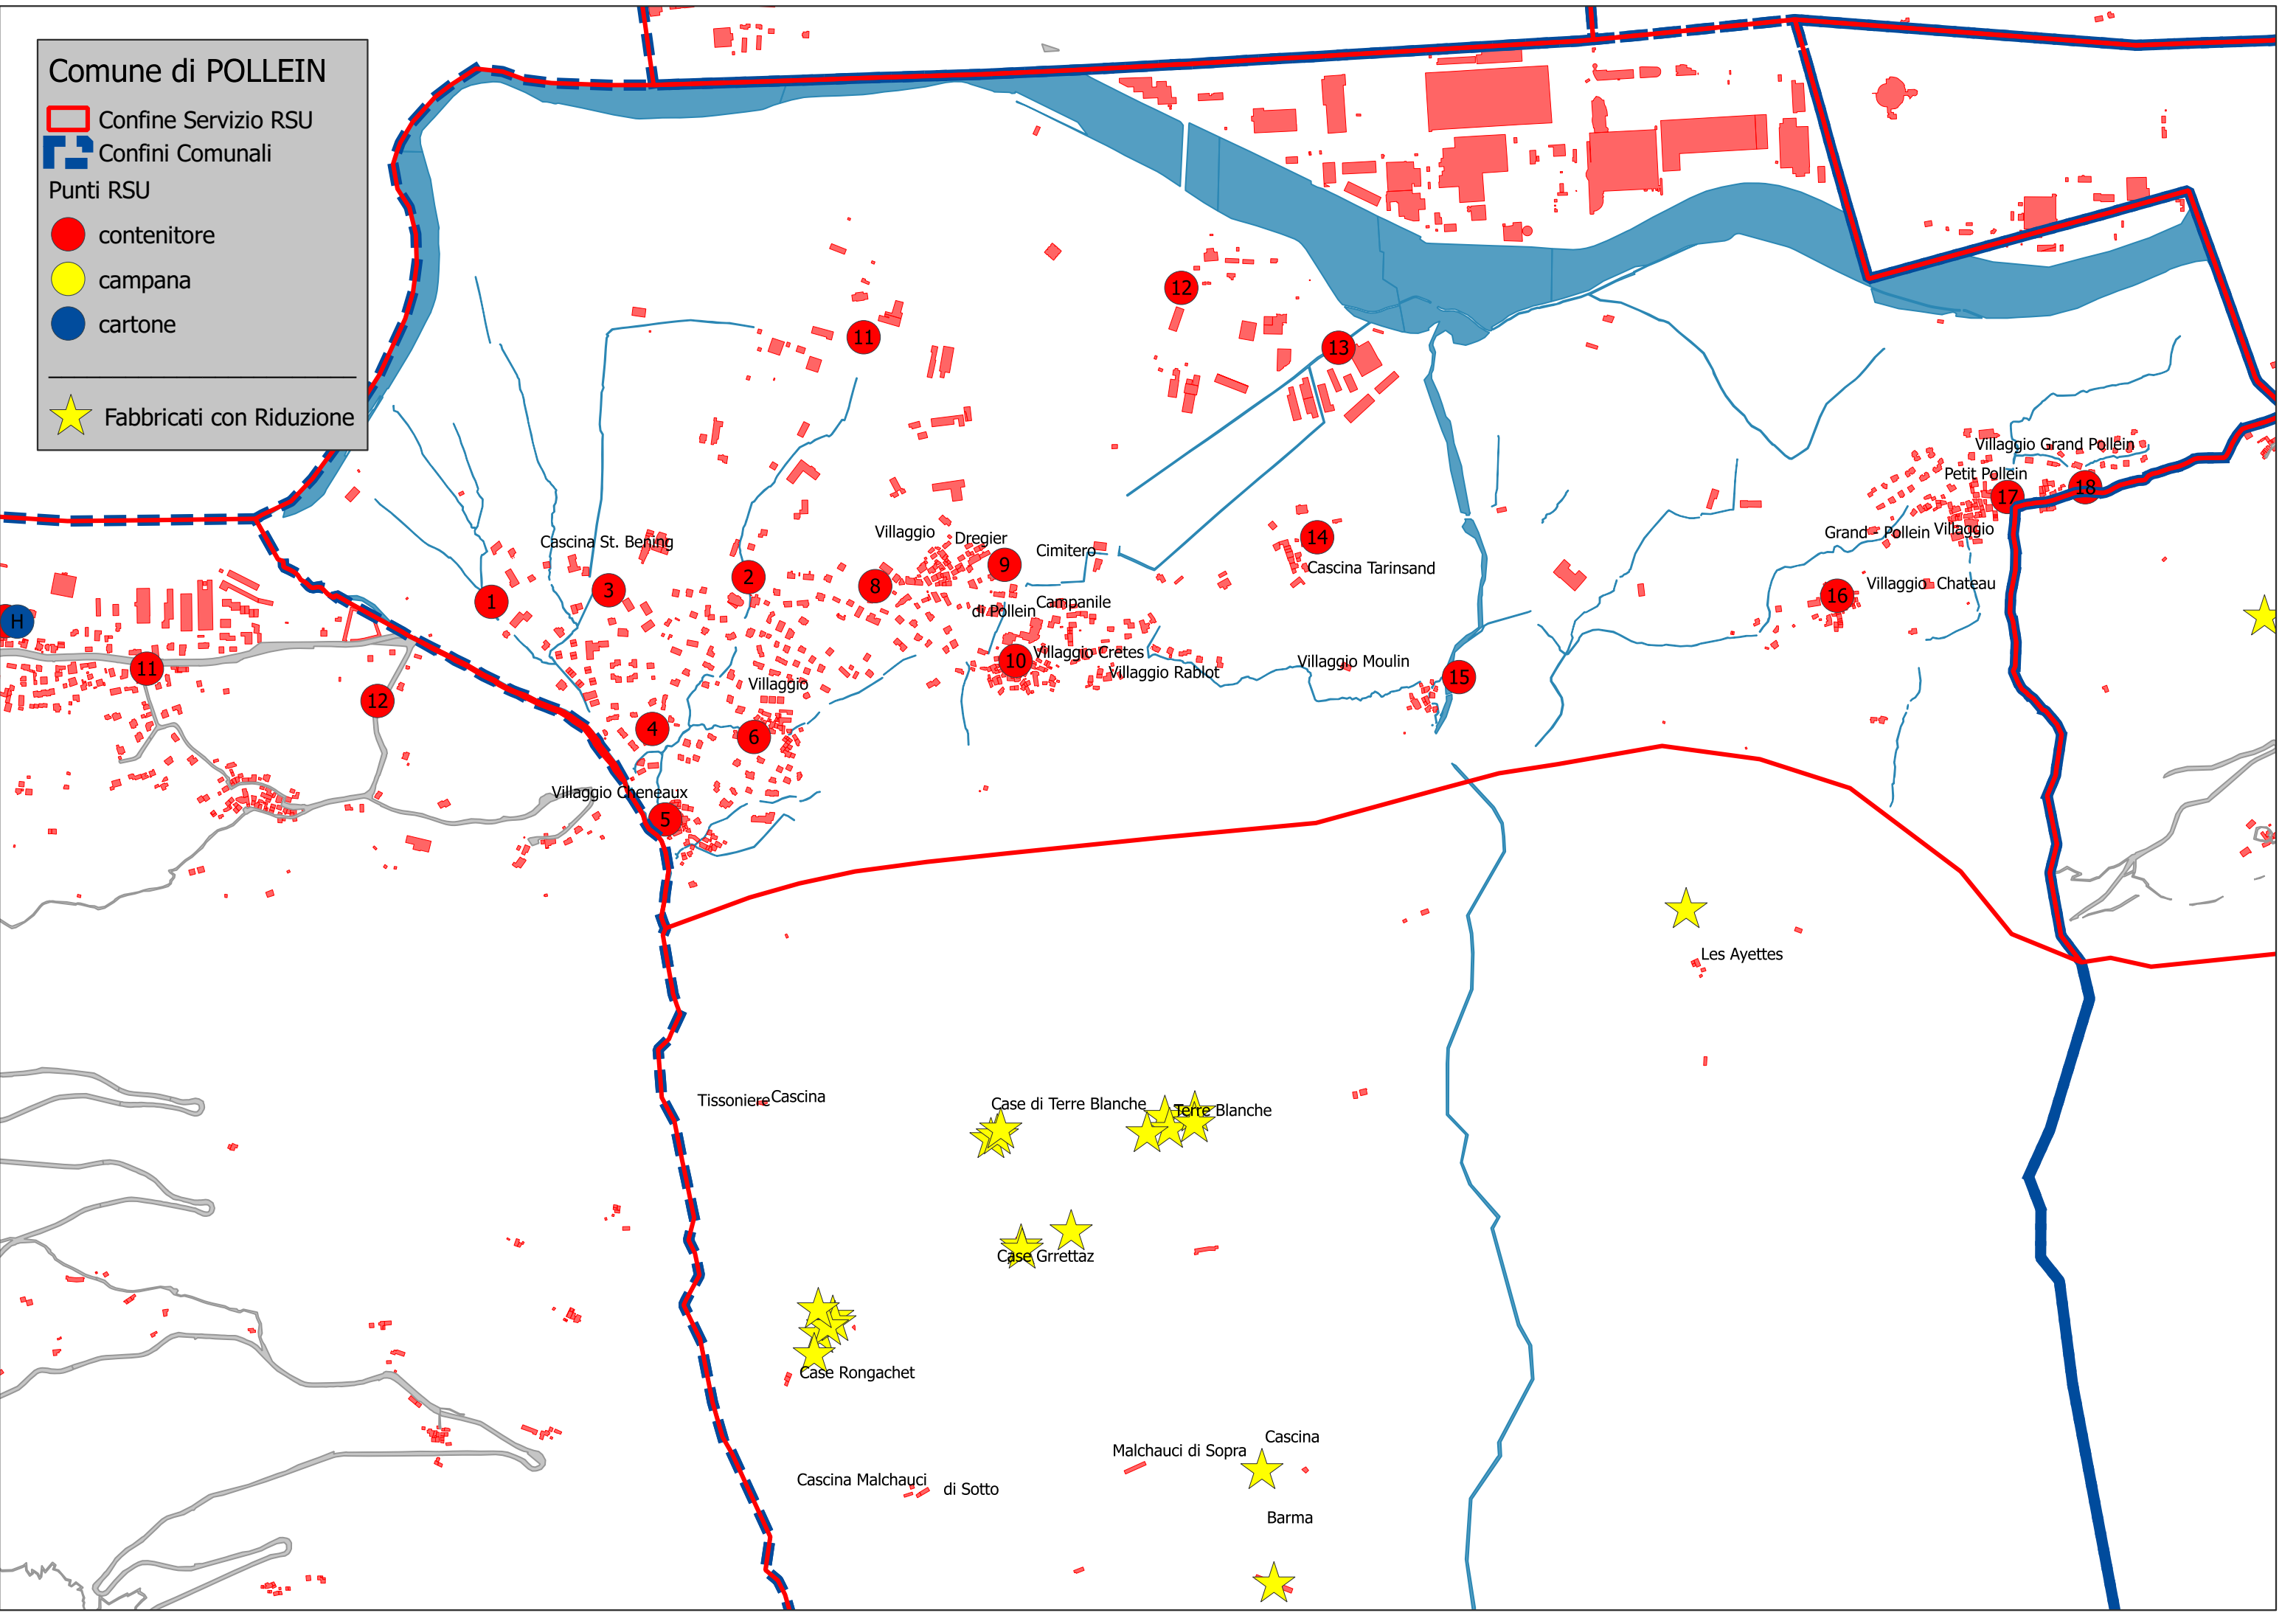 Comune di POLLEIN
Confine Servizio RSU
Confini Comunali
Punti RSU
contenitore
campana
cartone
Fabbricati con Riduzione
12
11
13
Villaggio Grand Pollein
Petit Pollein
17
18
Villaggio
Dregier
Cimitero
Grand - Pollein
Villaggio
Cascina St. Bening
14
Cascina Tarinsand
9
2
8
3
1
Villaggio Chateau
16
di Pollein
Campanile
H
11
10
Villaggio Crètes
Villaggio Rablot
Villaggio Moulin
15
Villaggio
12
4
6
Villaggio Cheneaux
5
Les Ayettes
Tissoniere
Cascina
Case di Terre Blanche
Terre Blanche
Case Grrettaz
Case Rongachet
Cascina
Malchauci di Sopra
Cascina Malchauci
di Sotto
Barma